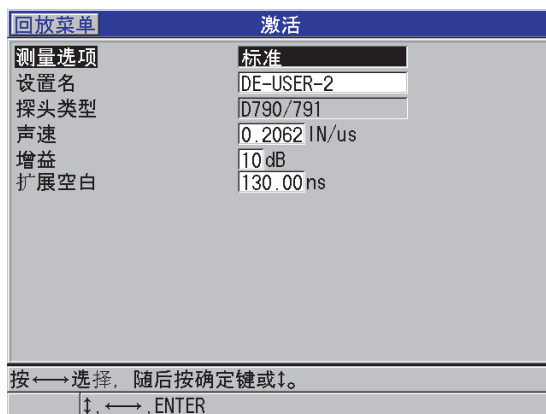 回放菜单 激活
测量选项 标准
设置名 DE-USER-2
探头类型 D790/791
声速 0.2062 IN/us
增益 10 dB
扩展空白 130.00 ns
按←→选择, 随后按确定键或↕。
↕,←→,ENTER